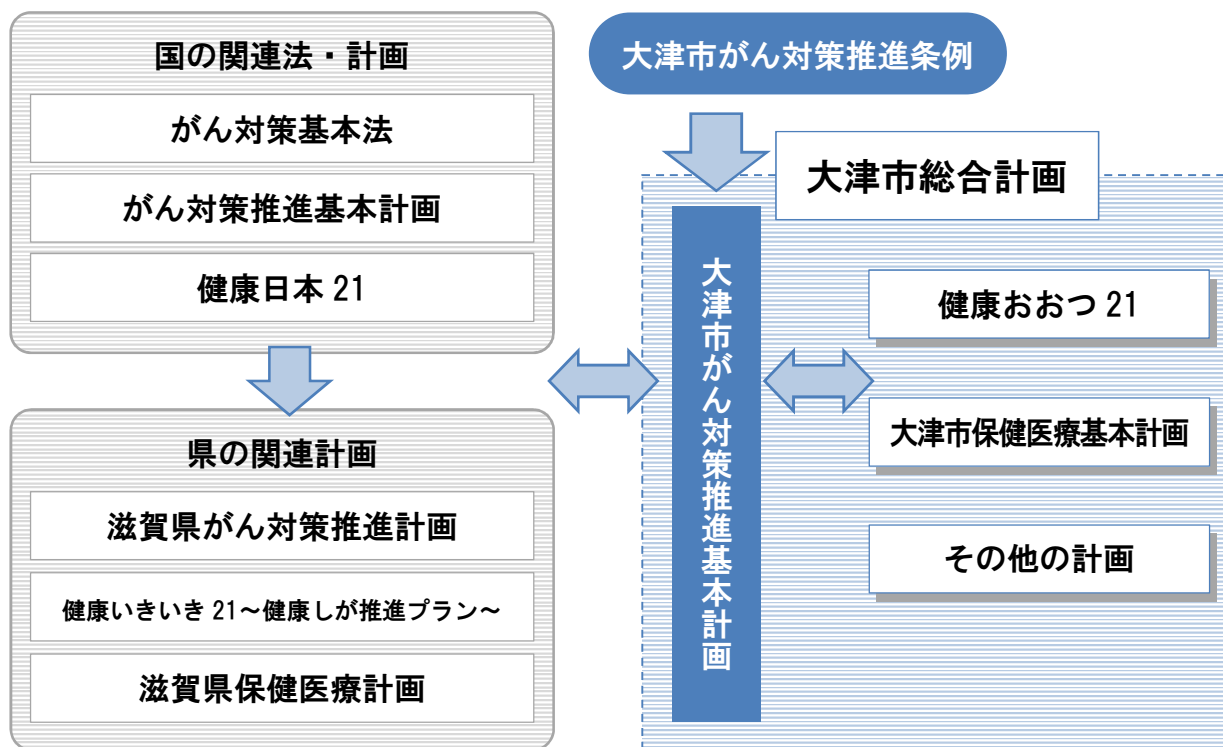 国の関連法・計画
がん対策基本法
がん対策推進基本計画
健康日本 21
県の関連計画
滋賀県がん対策推進計画
健康いきいき 21～健康しが推進プラン～
滋賀県保健医療計画
大津市がん対策推進条例
大津市総合計画
大津市がん対策推進基本計画
健康おおつ 21
大津市保健医療基本計画
その他の計画